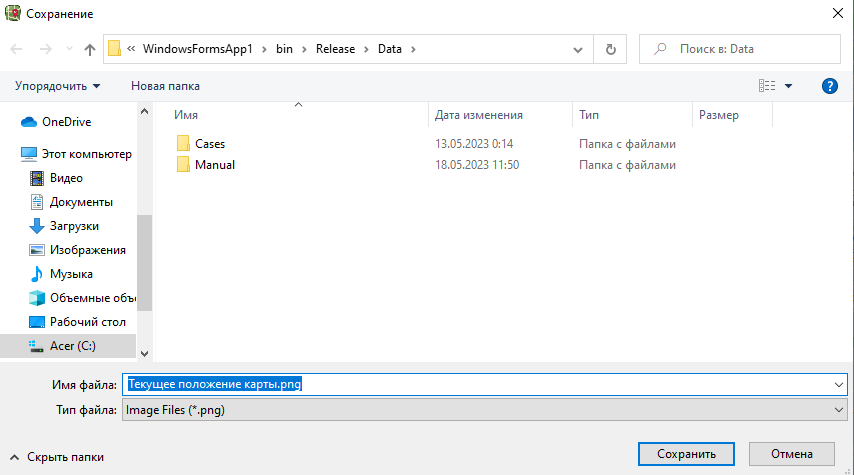 Сохранение
« WindowsFormsApp1 › bin › Release › Data ›
Поиск в: Data
Упорядочить
Новая папка
Имя
Дата изменения
Тип
Размер
OneDrive
Этот компьютер
Видео
Документы
Загрузки
Изображения
Музыка
Объемные объ
Рабочий стол
Acer (C:)
Cases 13.05.2023 0:14 Папка с файлами
Manual 18.05.2023 11:50 Папка с файлами
Имя файла: Текущее положение карты.png
Тип файла: Image Files (*.png)
Скрыть папки
Сохранить
Отмена